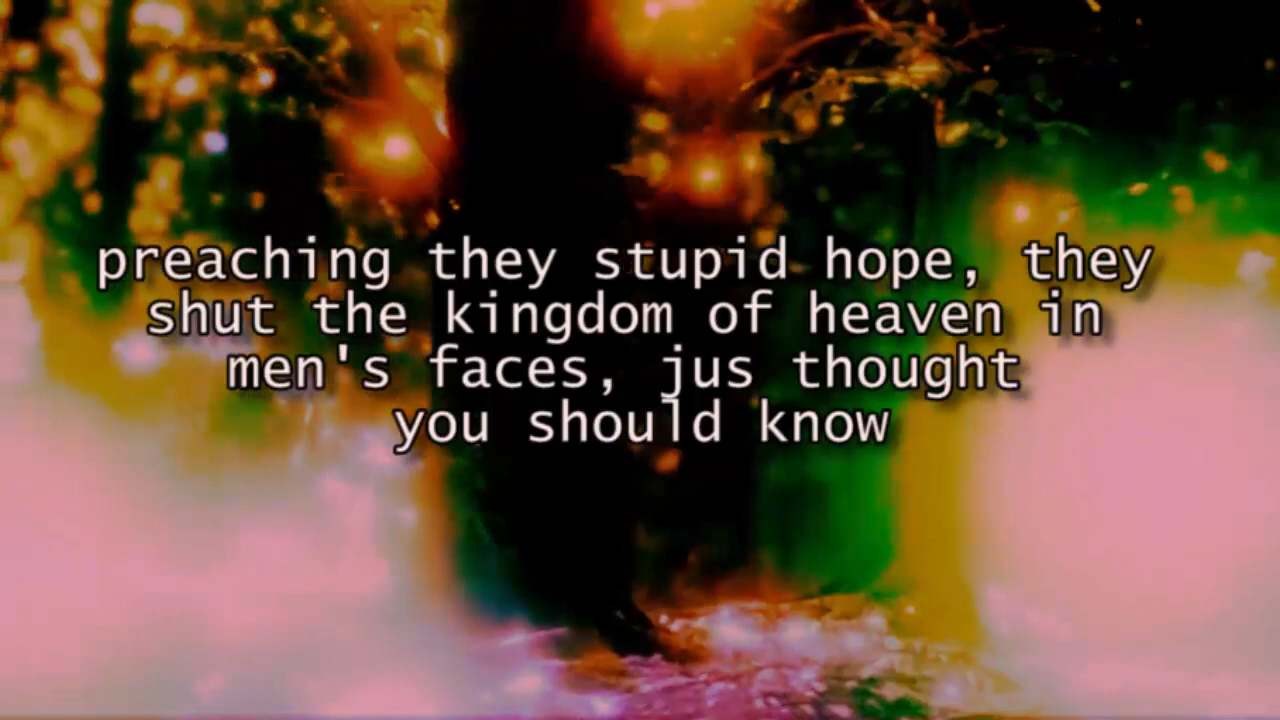 preaching they stupid hope, they
shut the kingdom of heaven in
men's faces, jus thought
you should know